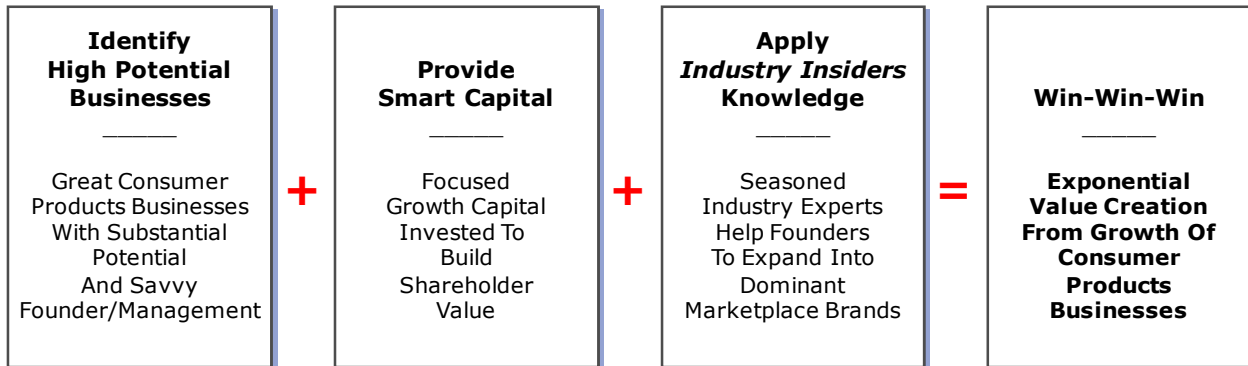 Identify
High Potential
Businesses
_____
Great Consumer
Products Businesses
With Substantial
Potential
And Savvy
Founder/Management
+
Provide
Smart Capital
_____
Focused
Growth Capital
Invested To
Build
Shareholder
Value
+
Apply
Industry Insiders
Knowledge
_____
Seasoned
Industry Experts
Help Founders
To Expand Into
Dominant
Marketplace Brands
=
Win-Win-Win
_____
Exponential
Value Creation
From Growth Of
Consumer
Products
Businesses